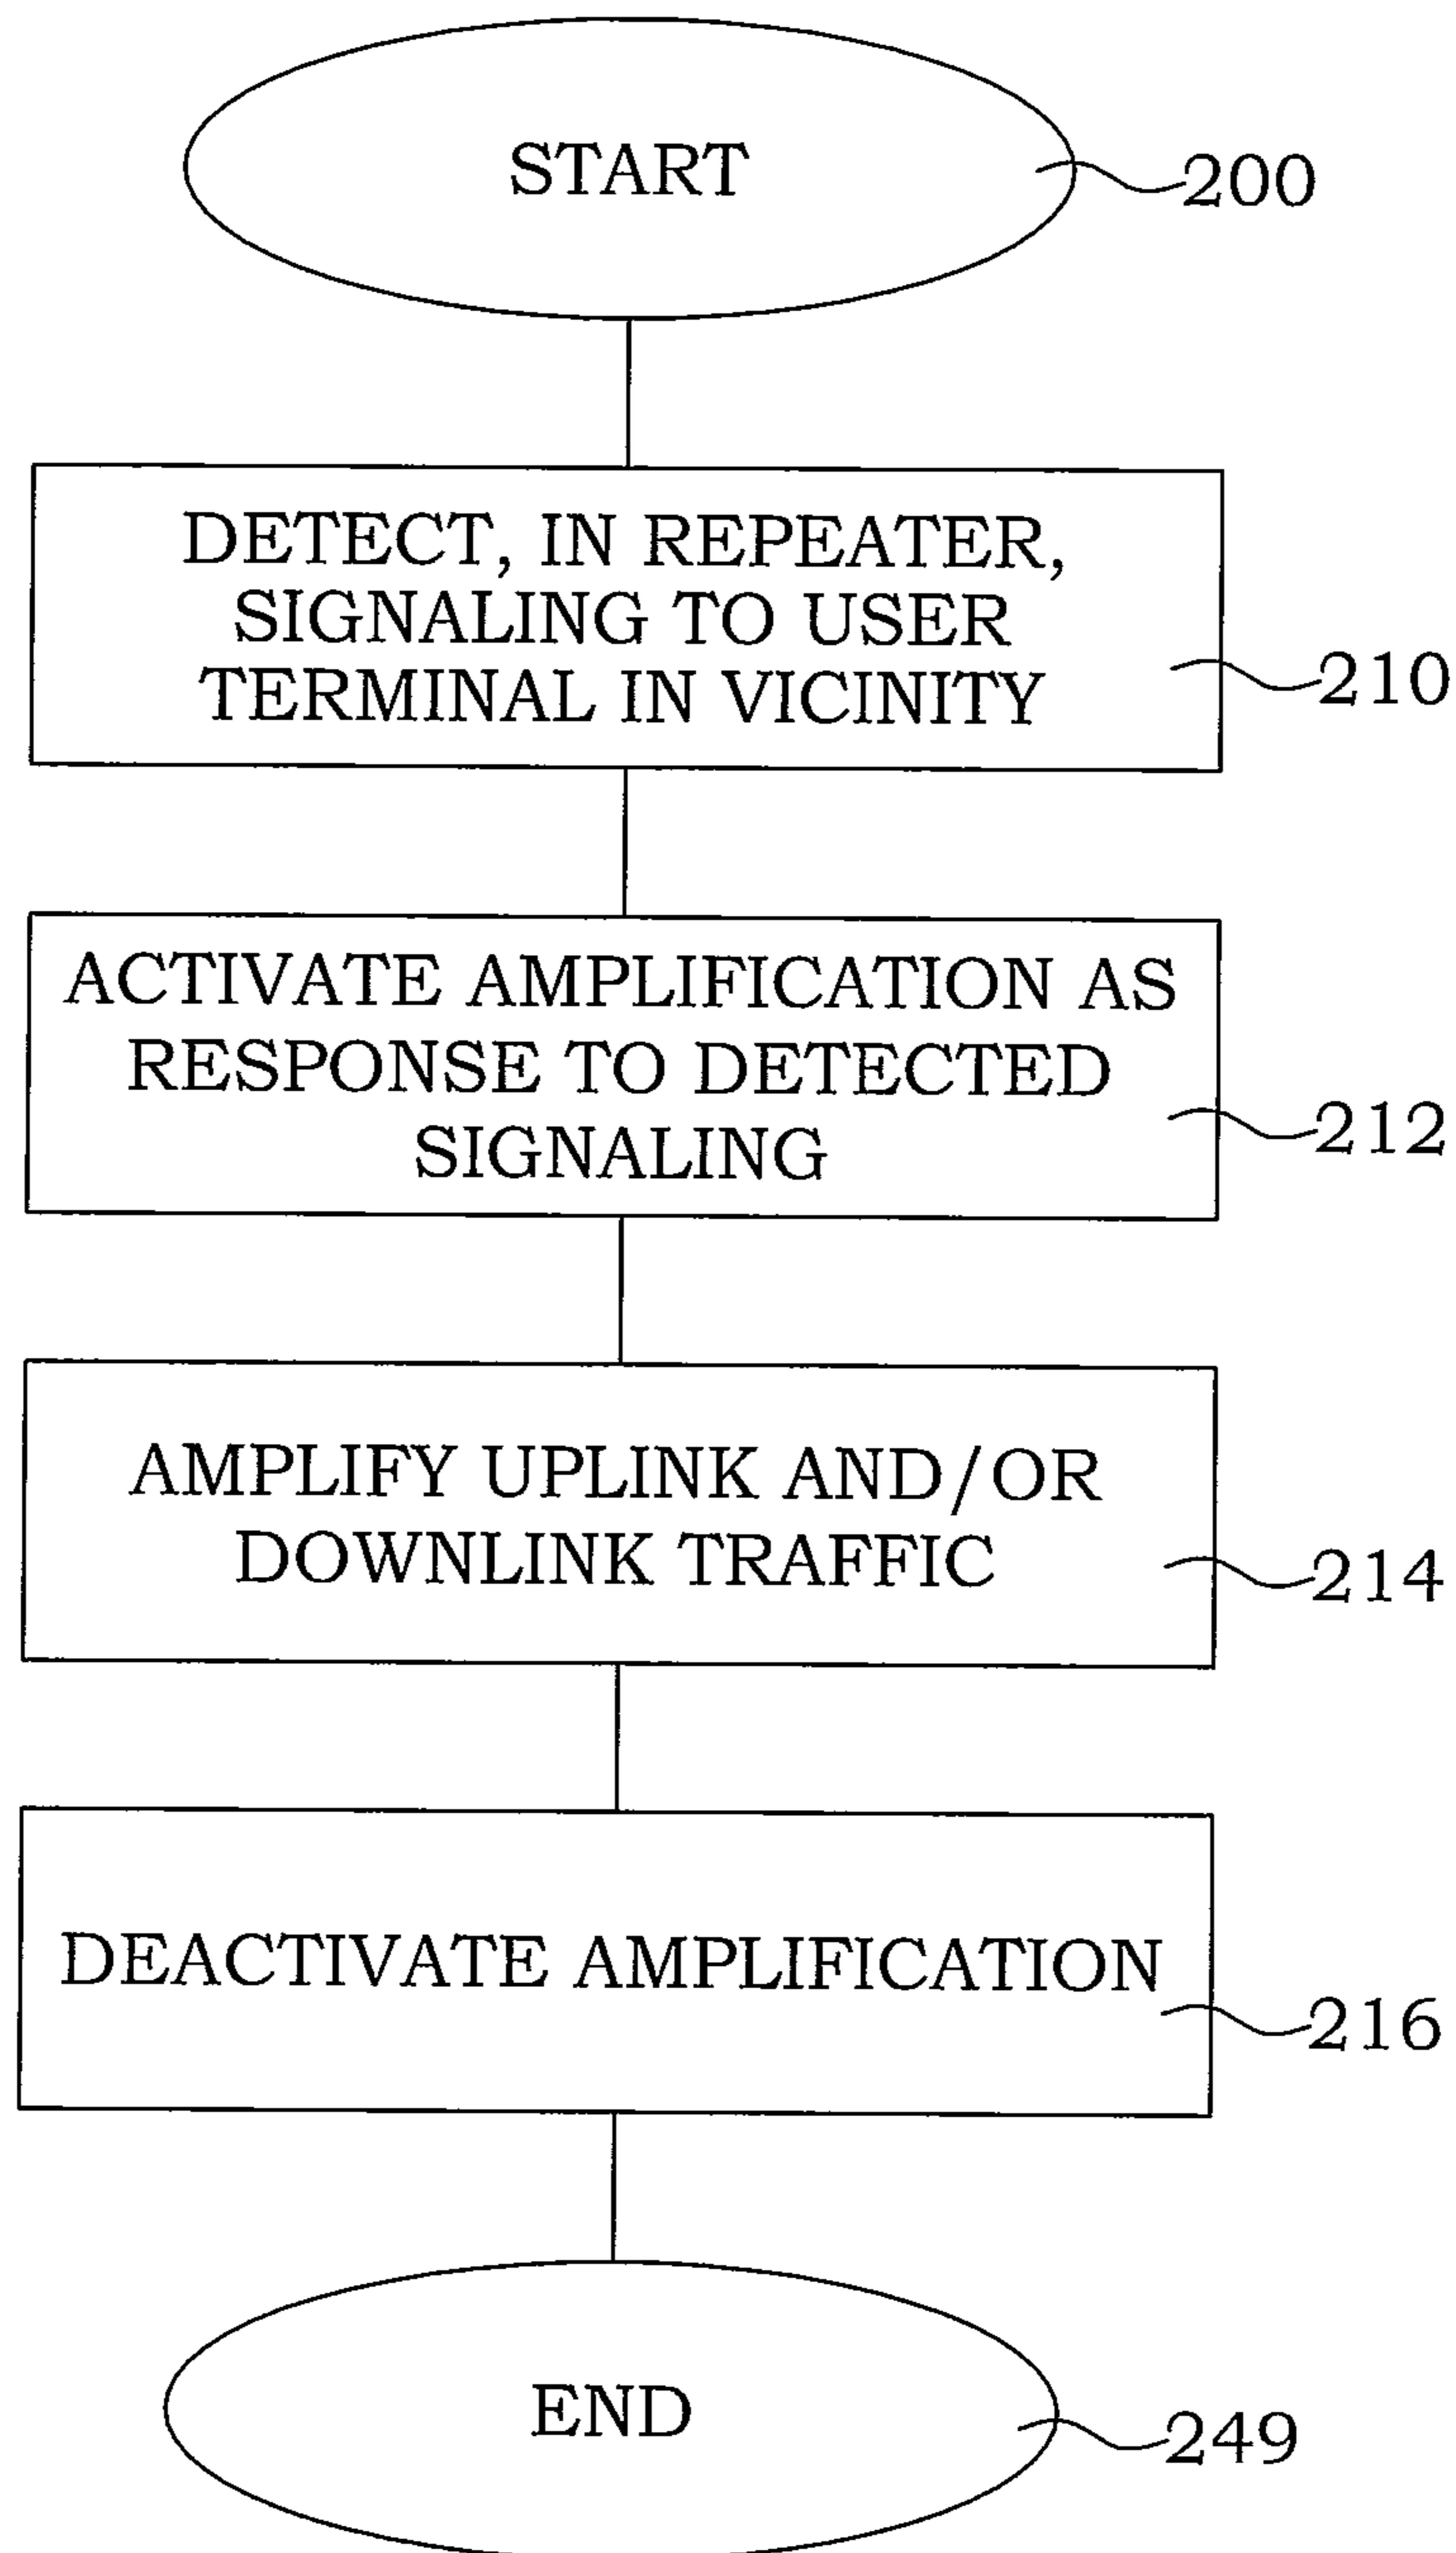 START
200
DETECT, IN REPEATER,
SIGNALING TO USER
TERMINAL IN VICINITY
210
ACTIVATE AMPLIFICATION AS
RESPONSE TO DETECTED
SIGNALING
212
AMPLIFY UPLINK AND/OR
DOWNLINK TRAFFIC
214
DEACTIVATE AMPLIFICATION
216
END
249